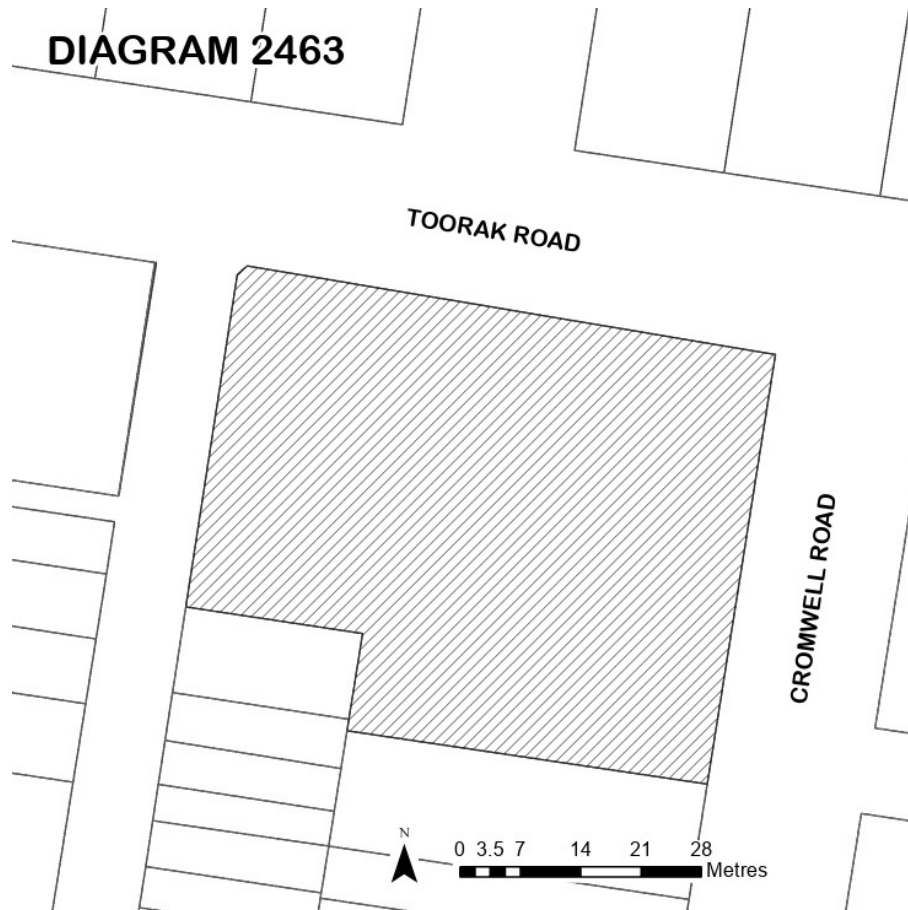 DIAGRAM 2463
TOORAK ROAD
CROMWELL ROAD
N
0 3.5 7 14 21 28
Metres